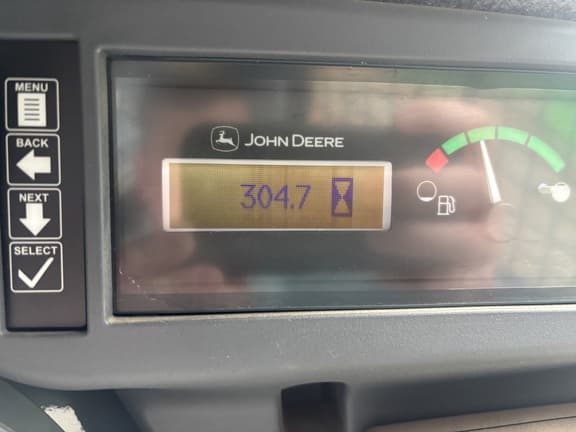 MENU
BACK
NEXT
SELECT
JOHN DEERE
304.7